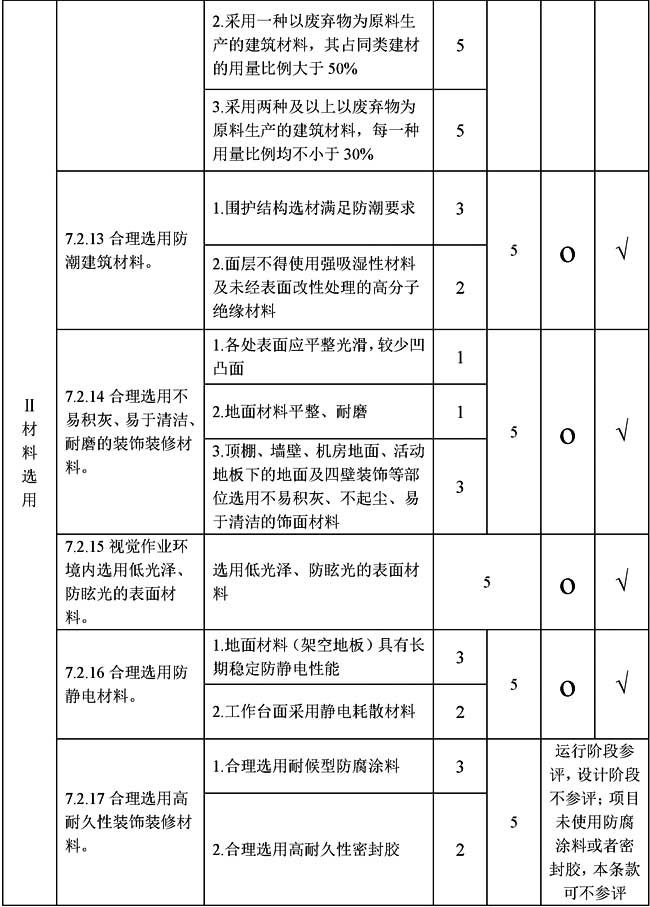 2.采用一种以废弃物为原料生
产的建筑材料，其占同类建材
的用量比例大于 50%
5
3.采用两种及以上以废弃物为
原料生产的建筑材料，每一种
用量比例均不小于 30%
5
II
材
料
选
用
7.2.13 合理选用防
潮建筑材料。
1.围护结构选材满足防潮要求
3
2.面层不得使用强吸湿性材料
及未经表面改性处理的高分子
绝缘材料
2
5
o
√
7.2.14 合理选用不
易积灰、易于清洁、
耐磨的装饰装修材
料。
1.各处表面应平整光滑，较少凹
凸面
1
2.地面材料平整、耐磨
1
3.顶棚、墙壁、机房地面、活动
地板下的地面及四壁装饰等部
位选用不易积灰、不起尘、易
于清洁的饰面材料
3
5
o
√
7.2.15 视觉作业环
境内选用低光泽、
防眩光的表面材
料。
选用低光泽、防眩光的表面材
料
5
o
√
7.2.16 合理选用防
静电材料。
1.地面材料（架空地板）具有长
期稳定防静电性能
3
2.工作台面采用静电耗散材料
2
5
o
√
7.2.17 合理选用高
耐久性装饰装修材
料。
1.合理选用耐候型防腐涂料
3
2.合理选用高耐久性密封胶
2
5
运行阶段参
评，设计阶段
不参评；项目
未使用防腐
涂料或者密
封胶，本条款
可不参评